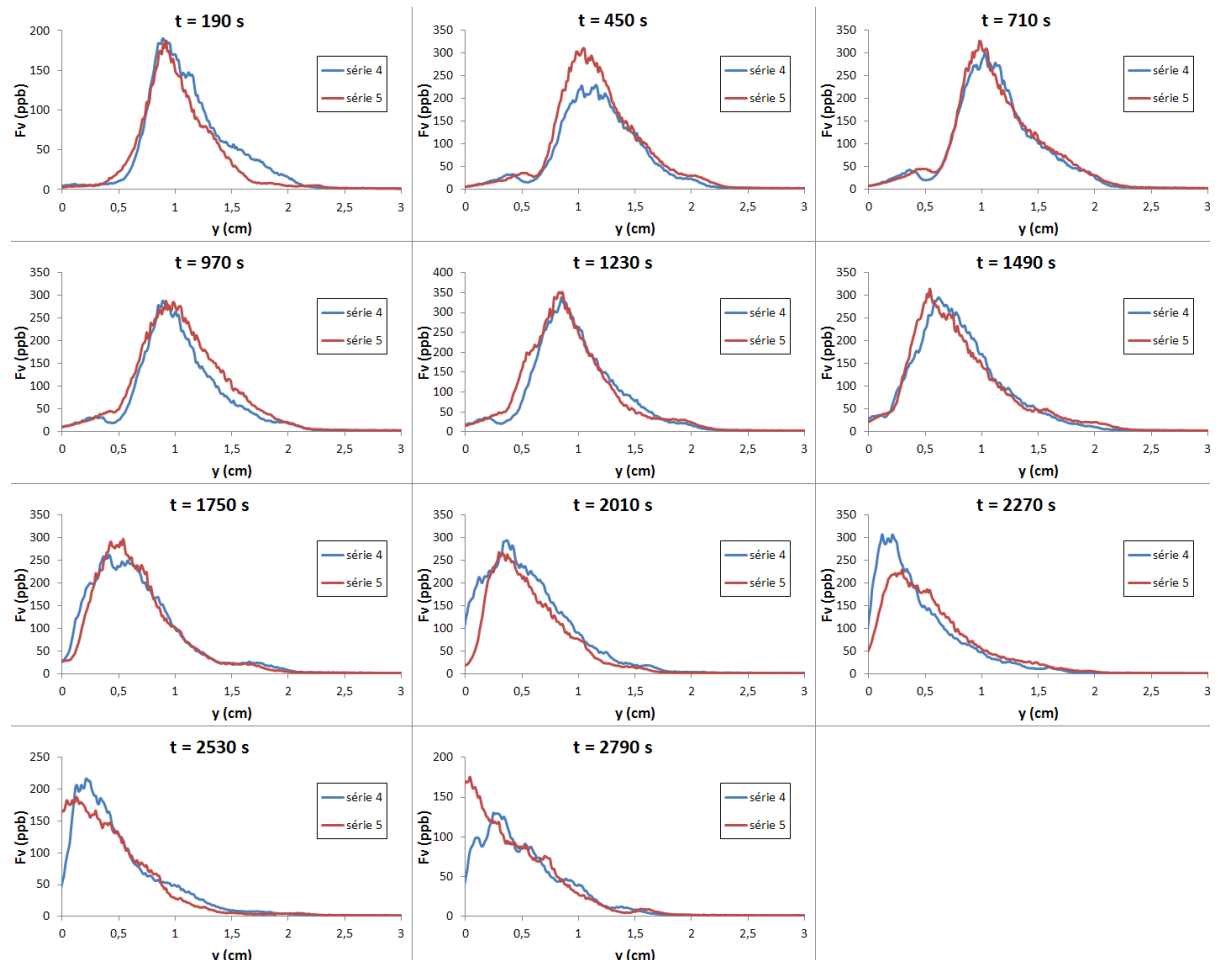 t = 190 s
Fv (ppb)
200
150
100
50
0
0 0,5 1 1,5 2 2,5 3
y (cm)
série 4
série 5
t = 450 s
Fv (ppb)
350
300
250
200
150
100
50
0
0 0,5 1 1,5 2 2,5 3
y (cm)
série 4
série 5
t = 710 s
Fv (ppb)
350
300
250
200
150
100
50
0
0 0,5 1 1,5 2 2,5 3
y (cm)
série 4
série 5
t = 970 s
Fv (ppb)
350
300
250
200
150
100
50
0
0 0,5 1 1,5 2 2,5 3
y (cm)
série 4
série 5
t = 1230 s
Fv (ppb)
400
350
300
250
200
150
100
50
0
0 0,5 1 1,5 2 2,5 3
y (cm)
série 4
série 5
t = 1490 s
Fv (ppb)
350
300
250
200
150
100
50
0
0 0,5 1 1,5 2 2,5 3
y (cm)
série 4
série 5
t = 1750 s
Fv (ppb)
350
300
250
200
150
100
50
0
0 0,5 1 1,5 2 2,5 3
y (cm)
série 4
série 5
t = 2010 s
Fv (ppb)
350
300
250
200
150
100
50
0
0 0,5 1 1,5 2 2,5 3
y (cm)
série 4
série 5
t = 2270 s
Fv (ppb)
350
300
250
200
150
100
50
0
0 0,5 1 1,5 2 2,5 3
y (cm)
série 4
série 5
t = 2530 s
Fv (ppb)
250
200
150
100
50
0
0 0,5 1 1,5 2 2,5 3
y (cm)
série 4
série 5
t = 2790 s
Fv (ppb)
200
150
100
50
0
0 0,5 1 1,5 2 2,5 3
y (cm)
série 4
série 5